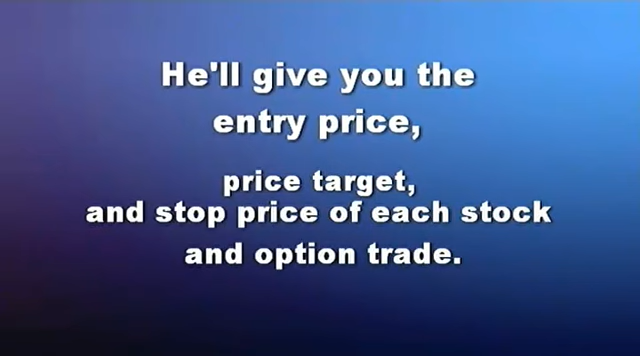 He'll give you the
entry price,
price target,
and stop price of each stock
and option trade.